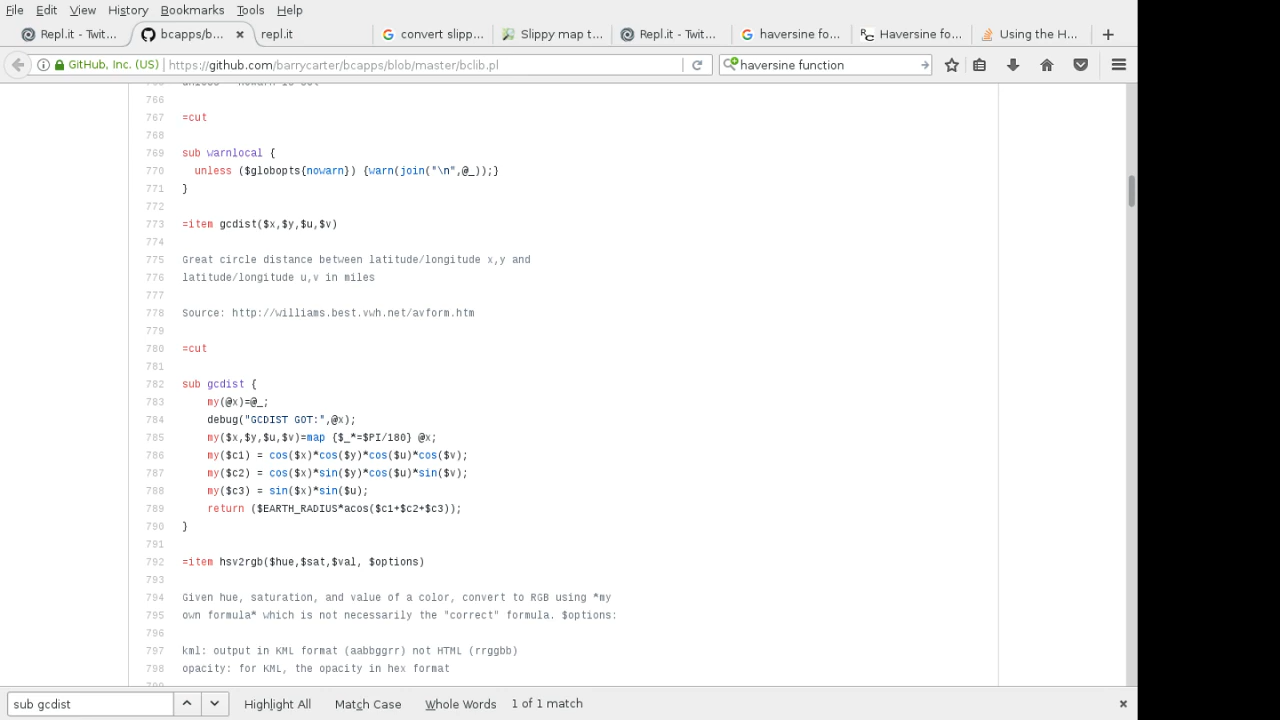 File Edit View History Bookmarks Tools Help
Repl.it - Twit... bcapps/b... × repl.it convert slipp... Slippy map t... Repl.it - Twit... haversine fo... Haversine fo... Using the H... +
GitHub, Inc. (US) https://github.com/barrycarter/bcapps/blob/master/bclib.pl haversine function
766
767 =cut
768
769 sub warnlocal {
770 unless ($globopts{nowarn}) {warn(join("\n",@_));}
771 }
772
773 =item gcdist($x,$y,$u,$v)
774
775 Great circle distance between latitude/longitude x,y and
776 latitude/longitude u,v in miles
777
778 Source: http://williams.best.vwh.net/avform.htm
779
780 =cut
781
782 sub gcdist {
783 my(@x)=@_;
784 debug("GCDIST GOT:",@x);
785 my($x,$y,$u,$v)=map {$_*=$PI/180} @x;
786 my($c1) = cos($x)*cos($y)*cos($u)*cos($v);
787 my($c2) = cos($x)*sin($y)*cos($u)*sin($v);
788 my($c3) = sin($x)*sin($u);
789 return ($EARTH_RADIUS*acos($c1+$c2+$c3));
790 }
791
792 =item hsv2rgb($hue,$sat,$val, $options)
793
794 Given hue, saturation, and value of a color, convert to RGB using *my
795 own formula* which is not necessarily the "correct" formula. $options:
796
797 kml: output in KML format (aabbggrr) not HTML (rrggbb)
798 opacity: for KML, the opacity in hex format
sub gcdist Highlight All Match Case Whole Words 1 of 1 match ×